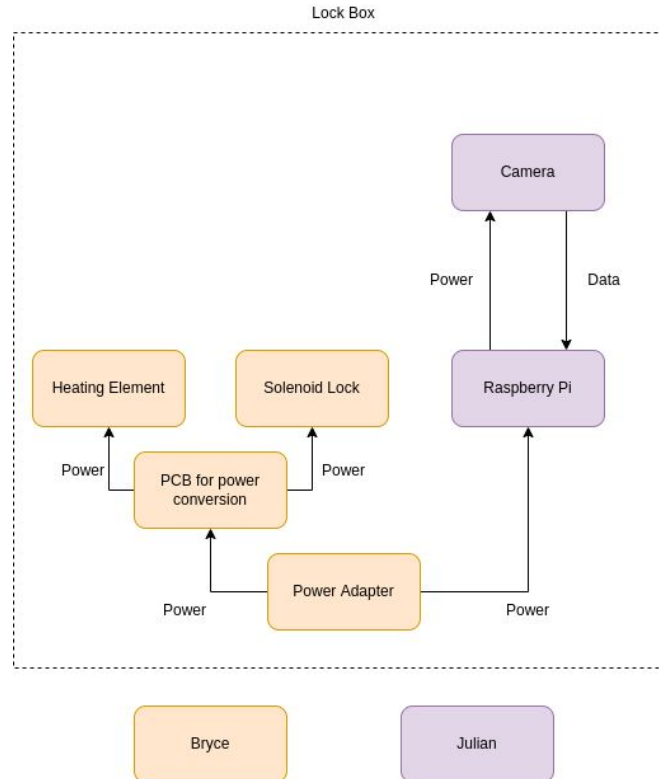 Lock Box
Camera
Power
Data
Heating Element
Solenoid Lock
Raspberry Pi
Power
Power
PCB for power
conversion
Power Adapter
Power
Power
Bryce
Julian